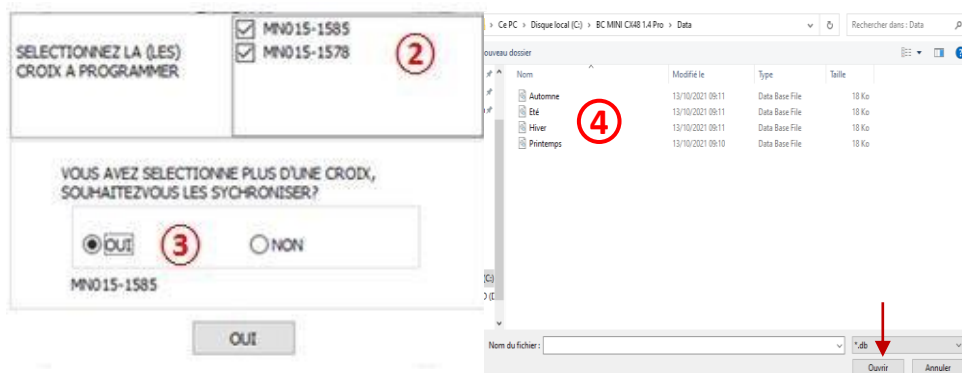 SELECTIONNEZ LA (LES)
CROIX A PROGRAMMER
MN015-1585
MN015-1578
2
VOUS AVEZ SELECTIONNE PLUS D'UNE CROIX,
SOUHAITEZVOUS LES SYCHRONISER?
OUI
3
NON
MN015-1585
OUI
› Ce PC › Disque local (C:) › BC MINI CX48 1.4 Pro › Data
Rechercher dans : Data
ouveau dossier
Nom Modifié le Type Taille
Automne 13/10/2021 09:11 Data Base File 18 Ko
Eté 13/10/2021 09:11 Data Base File 18 Ko
Hiver 13/10/2021 09:11 Data Base File 18 Ko
Printemps 13/10/2021 09:10 Data Base File 18 Ko
4
(C:)
Nom du fichier :
*.db
Ouvrir Annuler